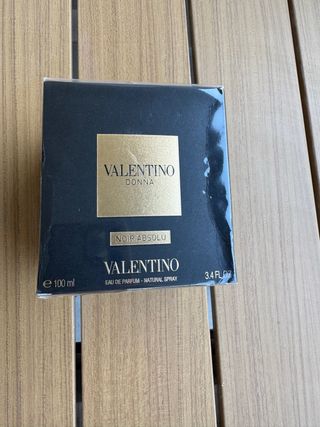 VALENTINO
DONNA
NOIR ABSOLU
VALENTINO
℮ 100 ml EAU DE PARFUM - NATURAL SPRAY 3.4 FL.OZ